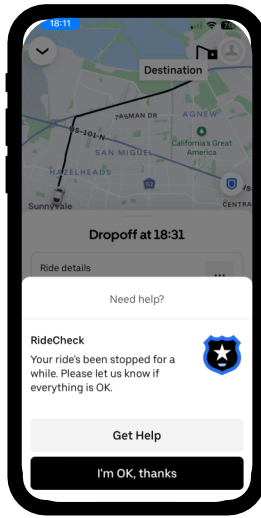 18:11
Destination
TASMAN DR
AGNEW
US-101 N
California's Great
America
SAN MIGUEL
HAZELHEADS
Sunnyvale
CENTRA
Dropoff at 18:31
Ride details
...
Need help?
RideCheck
Your ride's been stopped for a
while. Please let us know if
everything is OK.
Get Help
I'm OK, thanks